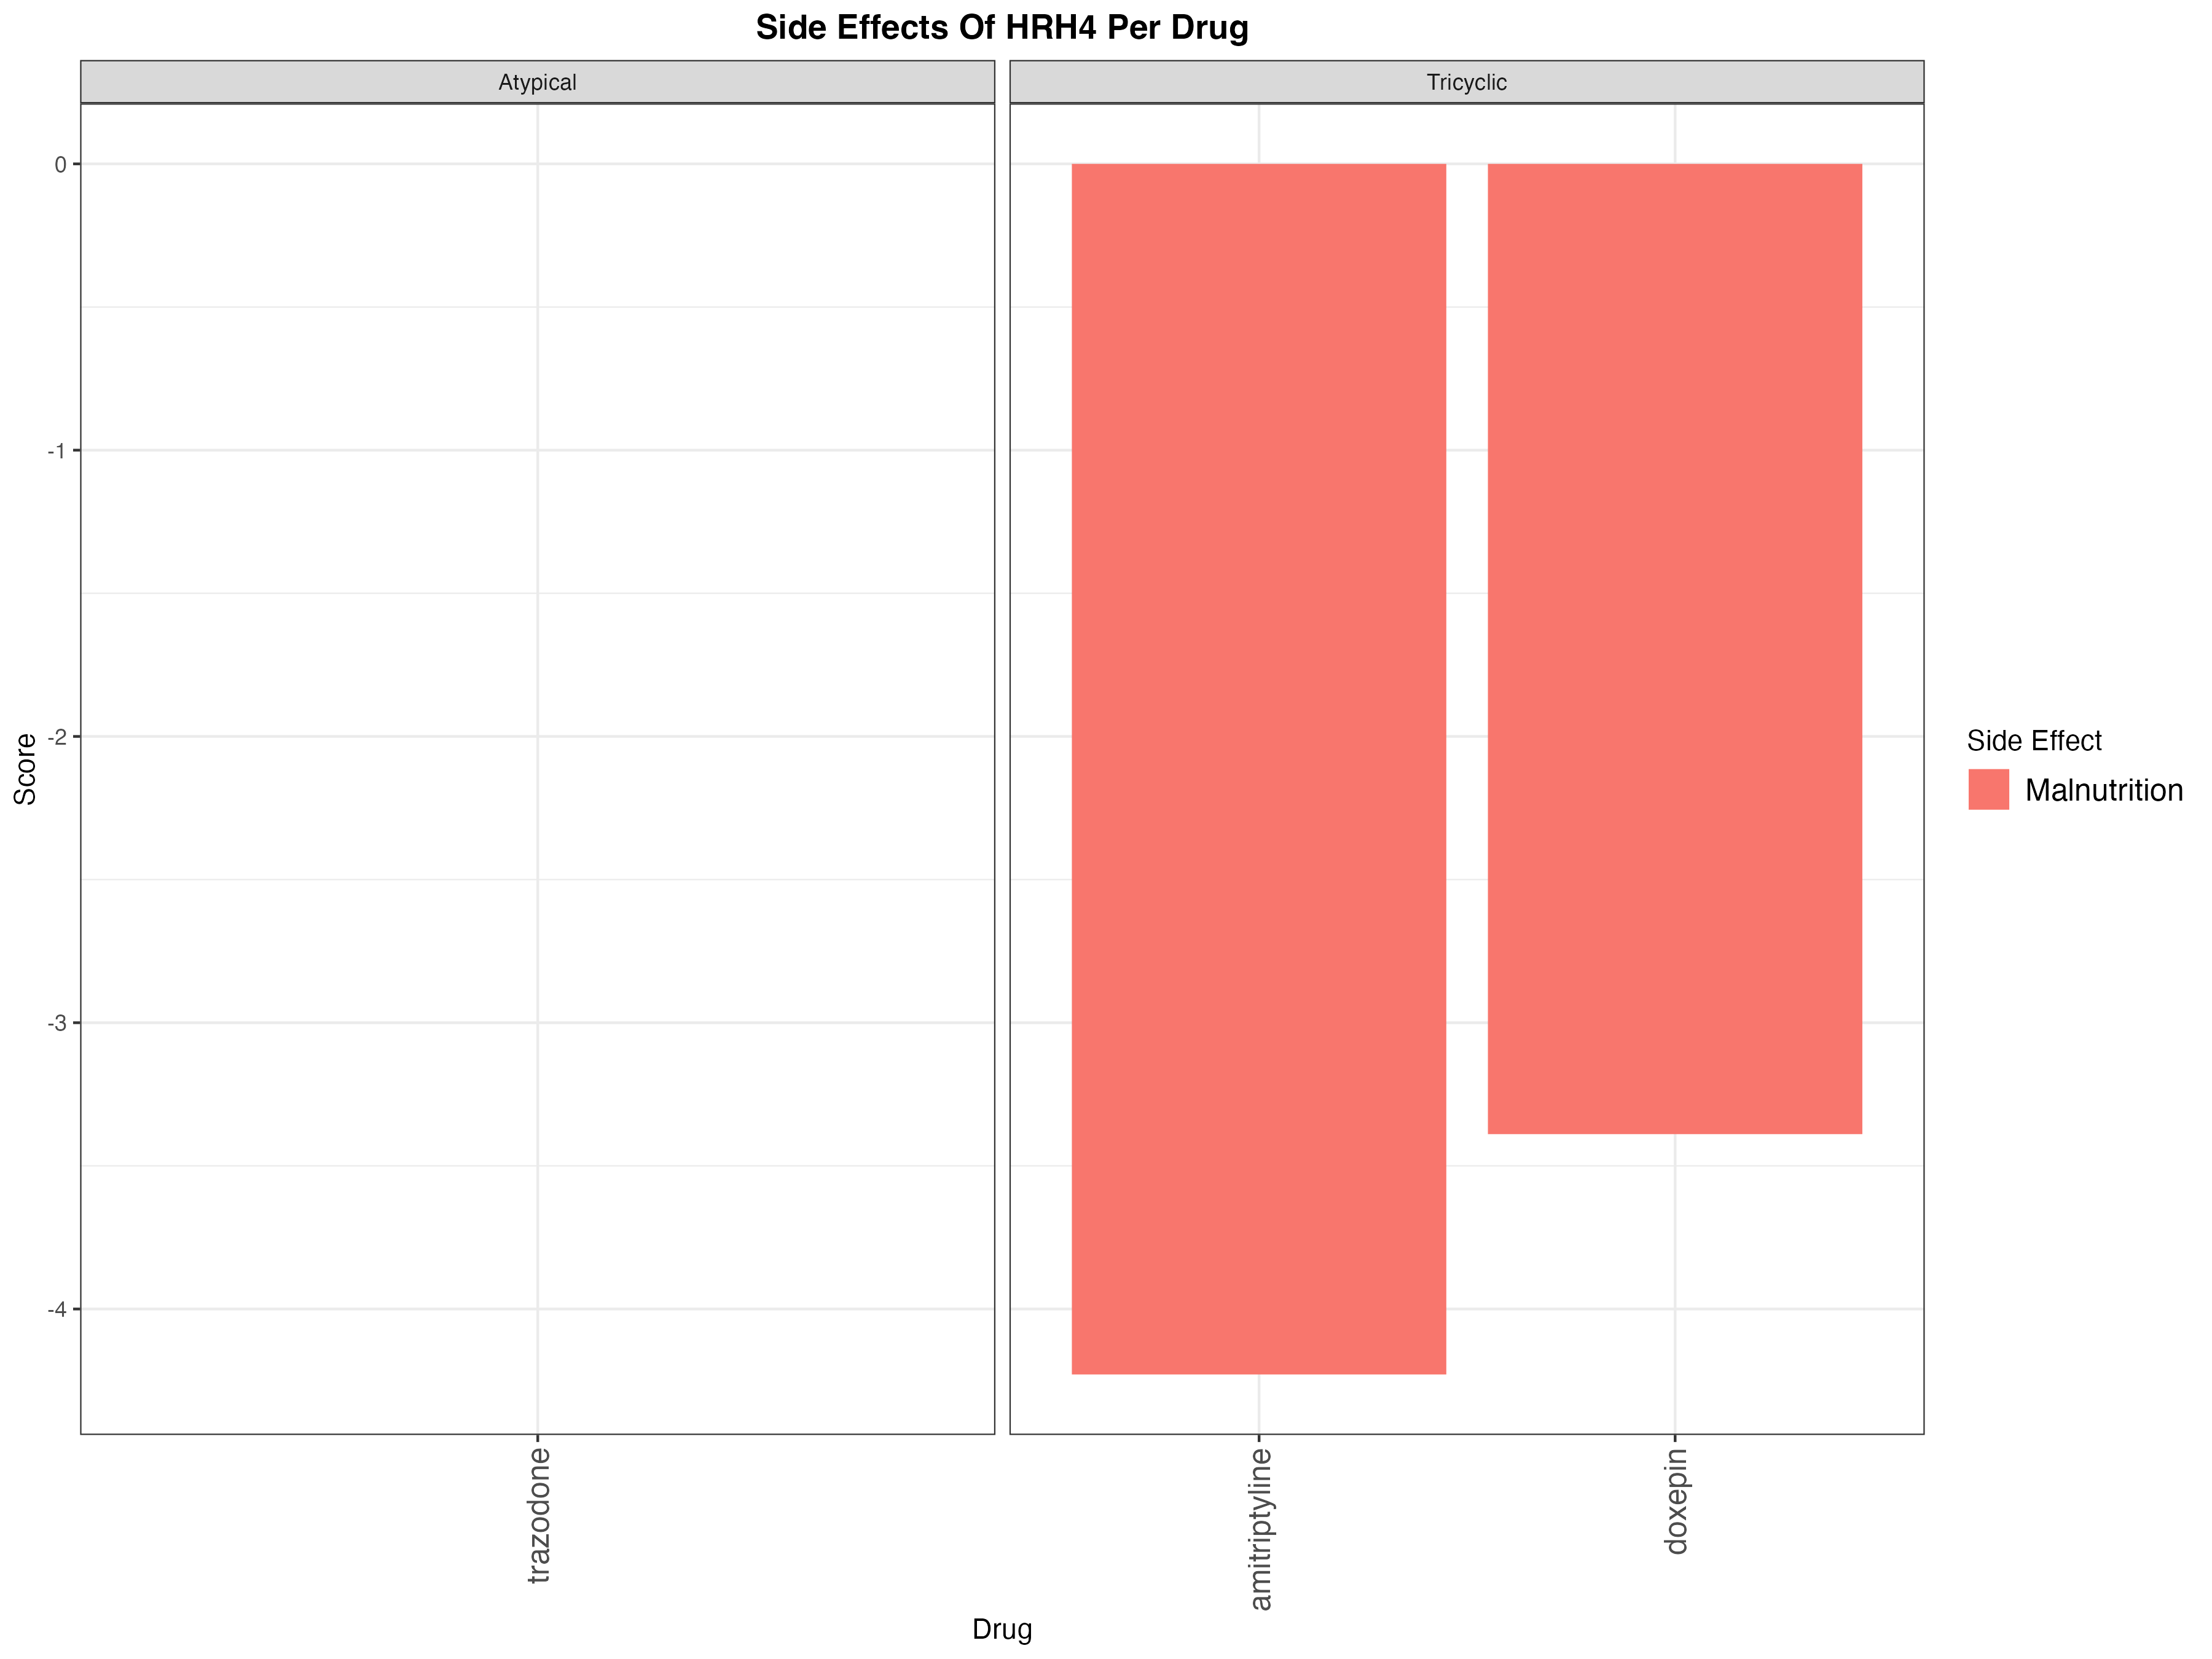 Side Effects Of HRH4 Per Drug
Atypical
Tricyclic
0
-1
-2
-3
-4
Score
trazodone
amitriptyline
doxepin
Drug
Side Effect
Malnutrition